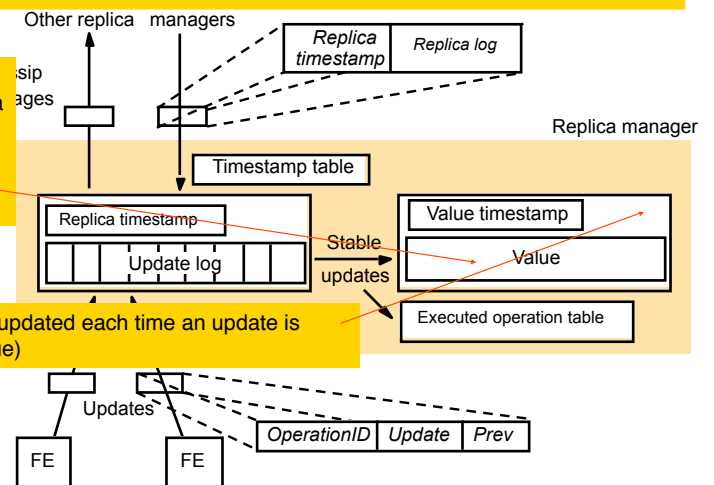 Other replica managers
Replica timestamp
Replica log
ages
Replica manager
Timestamp table
Replica timestamp
Update log
Stable updates
Value timestamp
Value
Executed operation table
updated each time an update is
Updates
OperationID Update Prev
FE FE